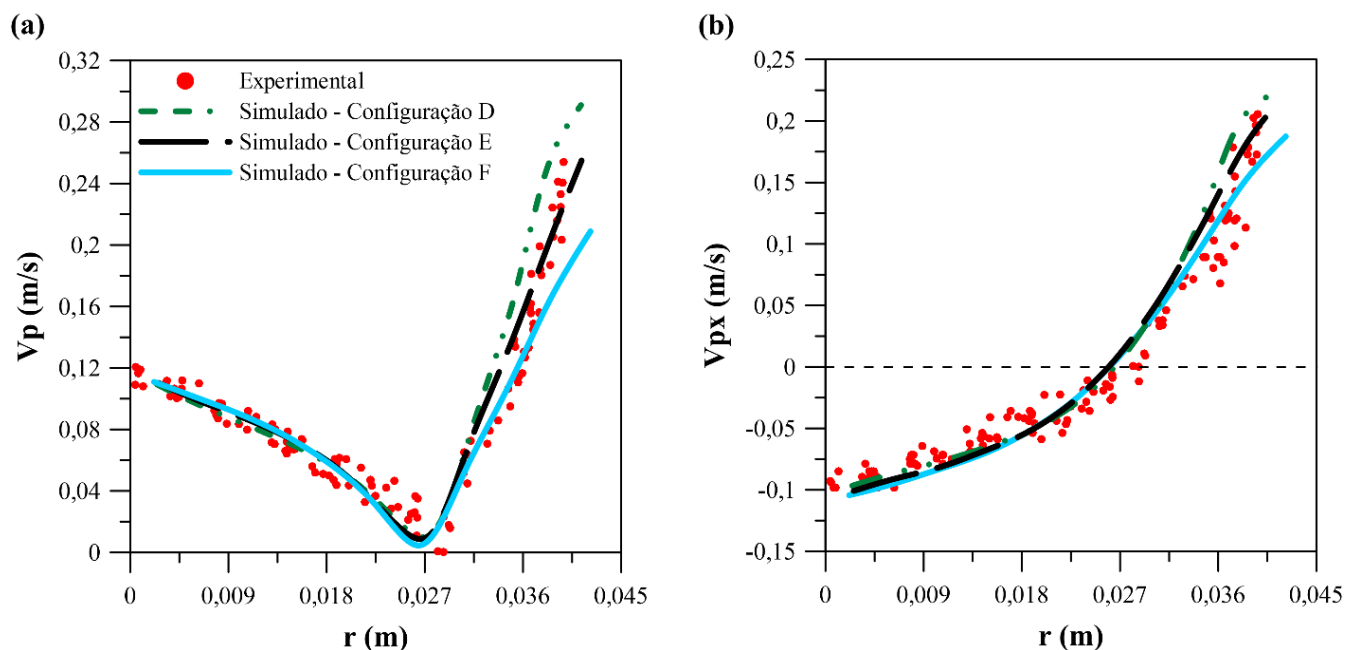 (a)
0,32
0,28
0,24
0,2
0,16
0,12
0,08
0,04
0
Vp (m/s)
Experimental
Simulado - Configuração D
Simulado - Configuração E
Simulado - Configuração F
0 0,009 0,018 0,027 0,036 0,045
r (m)
(b)
0,25
0,2
0,15
0,1
0,05
0
-0,05
-0,1
-0,15
Vpx (m/s)
0 0,009 0,018 0,027 0,036 0,045
r (m)